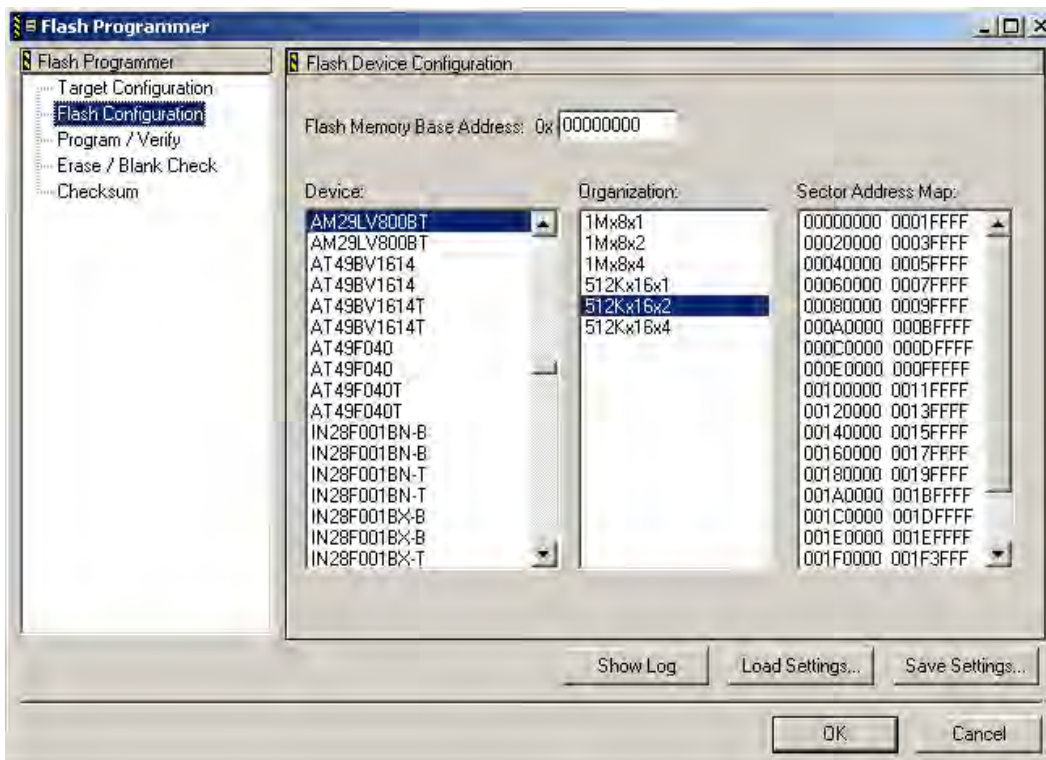 Flash Programmer
Flash Programmer
Target Configuration
Flash Configuration
Program / Verify
Erase / Blank Check
Checksum
Flash Device Configuration
Flash Memory Base Address: 0x 00000000
Device:
AM29LV800BT
AM29LV800BT
AT49BV1614
AT49BV1614
AT49BV1614T
AT49BV1614T
AT49F040
AT49F040
AT49F040T
AT49F040T
IN28F001BN-B
IN28F001BN-B
IN28F001BN-T
IN28F001BN-T
IN28F001BX-B
IN28F001BX-B
IN28F001BX-T
Organization:
1Mx8x1
1Mx8x2
1Mx8x4
512Kx16x1
512Kx16x2
512Kx16x4
Sector Address Map:
00000000 0001FFFF
00020000 0003FFFF
00040000 0005FFFF
00060000 0007FFFF
00080000 0009FFFF
000A0000 000BFFFF
000C0000 000DFFFF
000E0000 000FFFFF
00100000 0011FFFF
00120000 0013FFFF
00140000 0015FFFF
00160000 0017FFFF
00180000 0019FFFF
001A0000 001BFFFF
001C0000 001DFFFF
001E0000 001EFFFF
001F0000 001F3FFF
Show Log
Load Settings...
Save Settings...
OK
Cancel